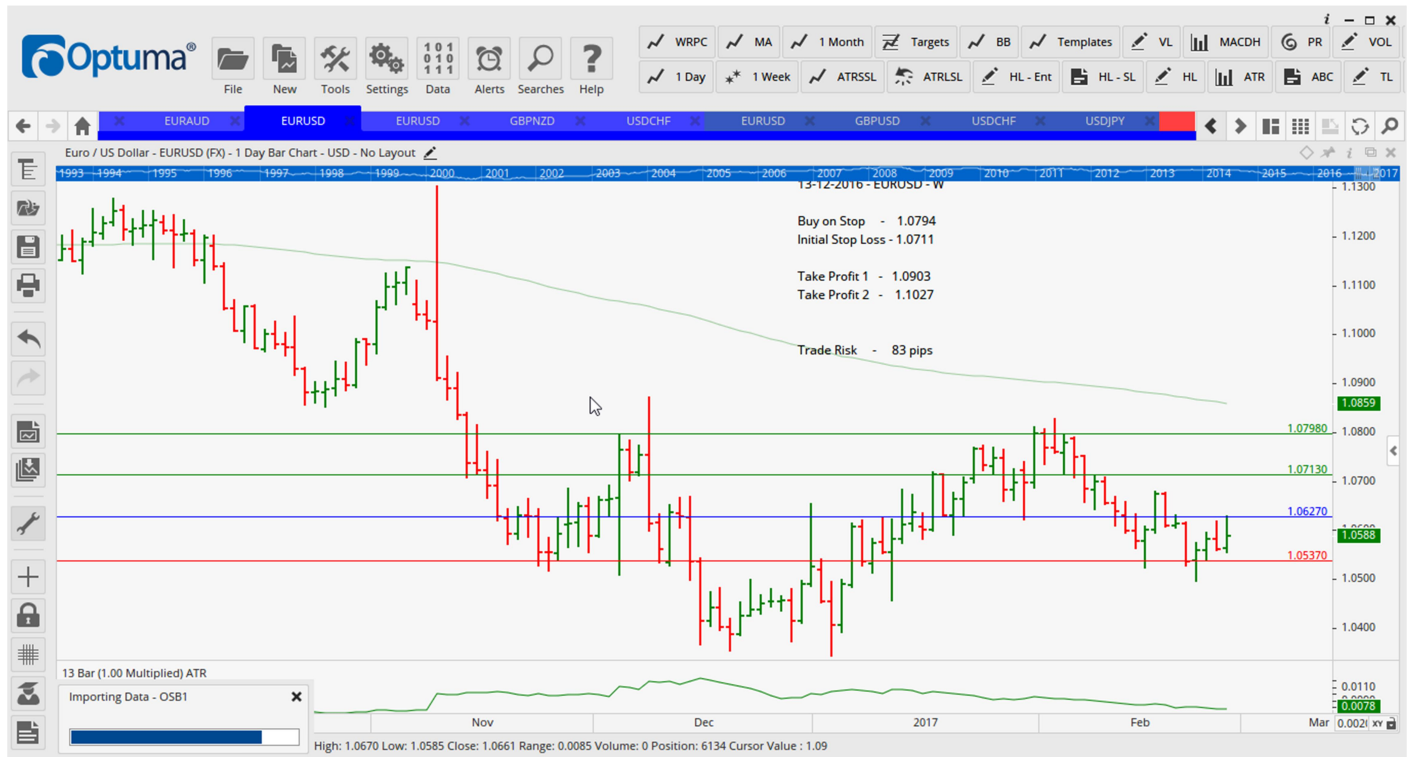 i
Optuma®
File
New
Tools
Settings
101
010
111
Data
Alerts
Searches
?
Help
WRPC
MA
1 Month
Targets
BB
Templates
VL
MACDH
PR
VOL
1 Day
1 Week
ATRSSL
ATRLSL
HL - Ent
HL - SL
HL
ATR
ABC
TL
EURAUD
EURUSD
EURUSD
GBPNZD
USDCHF
EURUSD
GBPUSD
USDCHF
USDJPY
Euro / US Dollar - EURUSD (FX) - 1 Day Bar Chart - USD - No Layout
i
1993 1994 1995 1996 1997 1998 1999 2000 2001 2002 2003 2004 2005 2006 2007 2008 2009 2010 2011 2012 2013 2014 2015 2016 2017
13-12-2016 - EURUSD - W
Buy on Stop - 1.0794
Initial Stop Loss - 1.0711
Take Profit 1 - 1.0903
Take Profit 2 - 1.1027
Trade Risk - 83 pips
1.1300
1.1200
1.1100
1.1000
1.0900
1.0859
1.07980
1.0800
1.07130
1.0700
1.06270
1.0588
1.05370
1.0500
1.0400
13 Bar (1.00 Multiplied) ATR
0.0110
0.0078
Importing Data - OSB1
Nov
Dec
2017
Feb
Mar
XY
High: 1.0670 Low: 1.0585 Close: 1.0661 Range: 0.0085 Volume: 0 Position: 6134 Cursor Value : 1.09